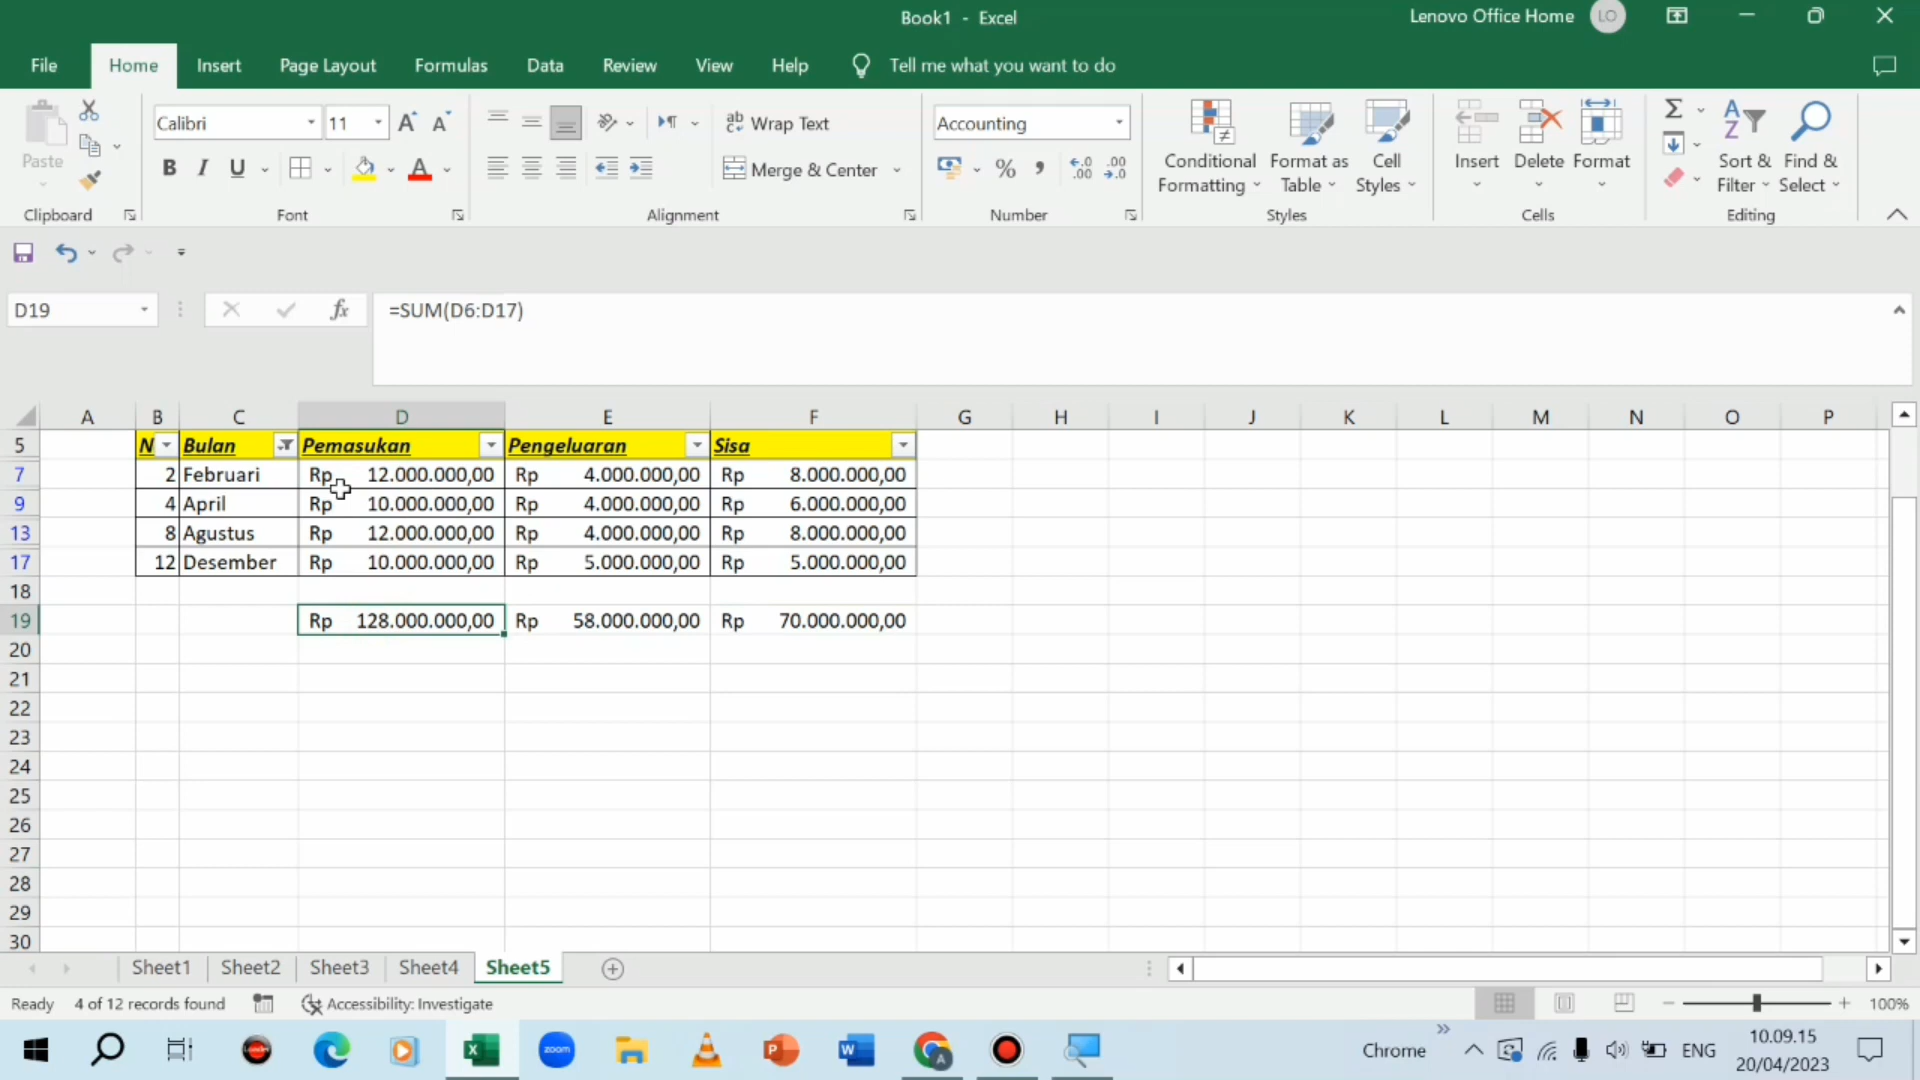 Book1 - Excel
Lenovo Office Home LO
File Home Insert Page Layout Formulas Data Review View Help Tell me what you want to do
Paste
Clipboard
Calibri 11
B I U A
Font
ab Wrap Text
Merge & Center
Alignment
Accounting
% , ←.0 .00 .00 →.0
Number
Conditional Formatting
Format as Table
Cell Styles
Styles
Insert Delete Format
Cells
Σ
Sort & Filter
Find & Select
Editing
D19 fx =SUM(D6:D17)
A B C D E F G H I J K L M N O P
5 N Bulan Pemasukan Pengeluaran Sisa
7 2 Februari Rp 12.000.000,00 Rp 4.000.000,00 Rp 8.000.000,00
9 4 April Rp 10.000.000,00 Rp 4.000.000,00 Rp 6.000.000,00
13 8 Agustus Rp 12.000.000,00 Rp 4.000.000,00 Rp 8.000.000,00
17 12 Desember Rp 10.000.000,00 Rp 5.000.000,00 Rp 5.000.000,00
18
19 Rp 128.000.000,00 Rp 58.000.000,00 Rp 70.000.000,00
20
21
22
23
24
25
26
27
28
29
30
Sheet1 Sheet2 Sheet3 Sheet4 Sheet5
Ready 4 of 12 records found Accessibility: Investigate 100%
zoom Chrome ENG 10.09.15
20/04/2023